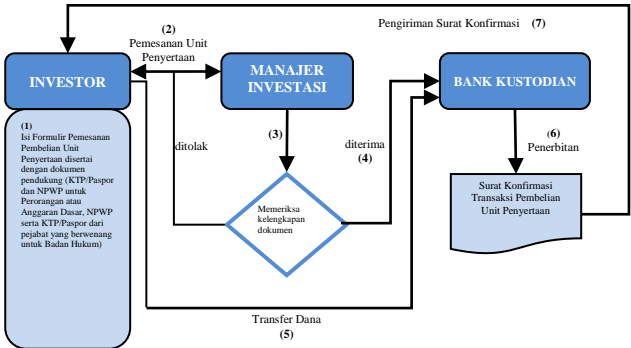 Pengiriman Surat Konfirmasi (7)
(2)
Pemesanan Unit
Penyertaan
INVESTOR
MANAJER
INVESTASI
BANK KUSTODIAN
(1)
Isi Formulir Pemesanan
Pembelian Unit
Penyertaan disertai
dengan dokumen
pendukung (KTP/Paspor
dan NPWP untuk
Perorangan atau
Anggaran Dasar, NPWP
serta KTP/Paspor dari
pejabat yang berwenang
untuk Badan Hukum)
ditolak
(3)
diterima
(4)
(6)
Penerbitan
Memeriksa
kelengkapan
dokumen
Surat Konfirmasi
Transaksi Pembelian
Unit Penyertaan
Transfer Dana
(5)